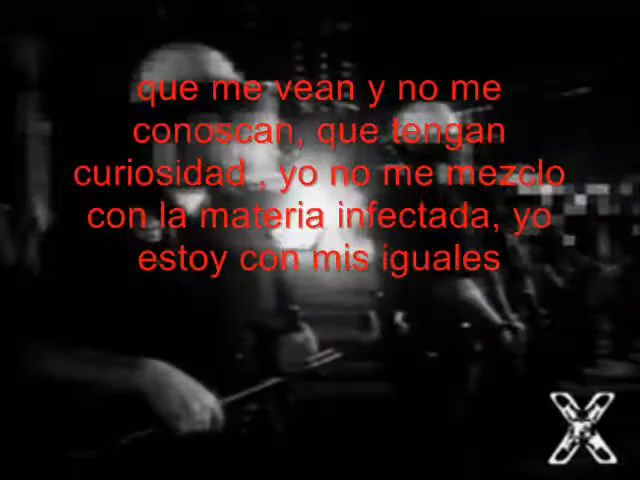 que me vean y no me
conoscan, que tengan
curiosidad , yo no me mezclo
con la materia infectada, yo
estoy con mis iguales